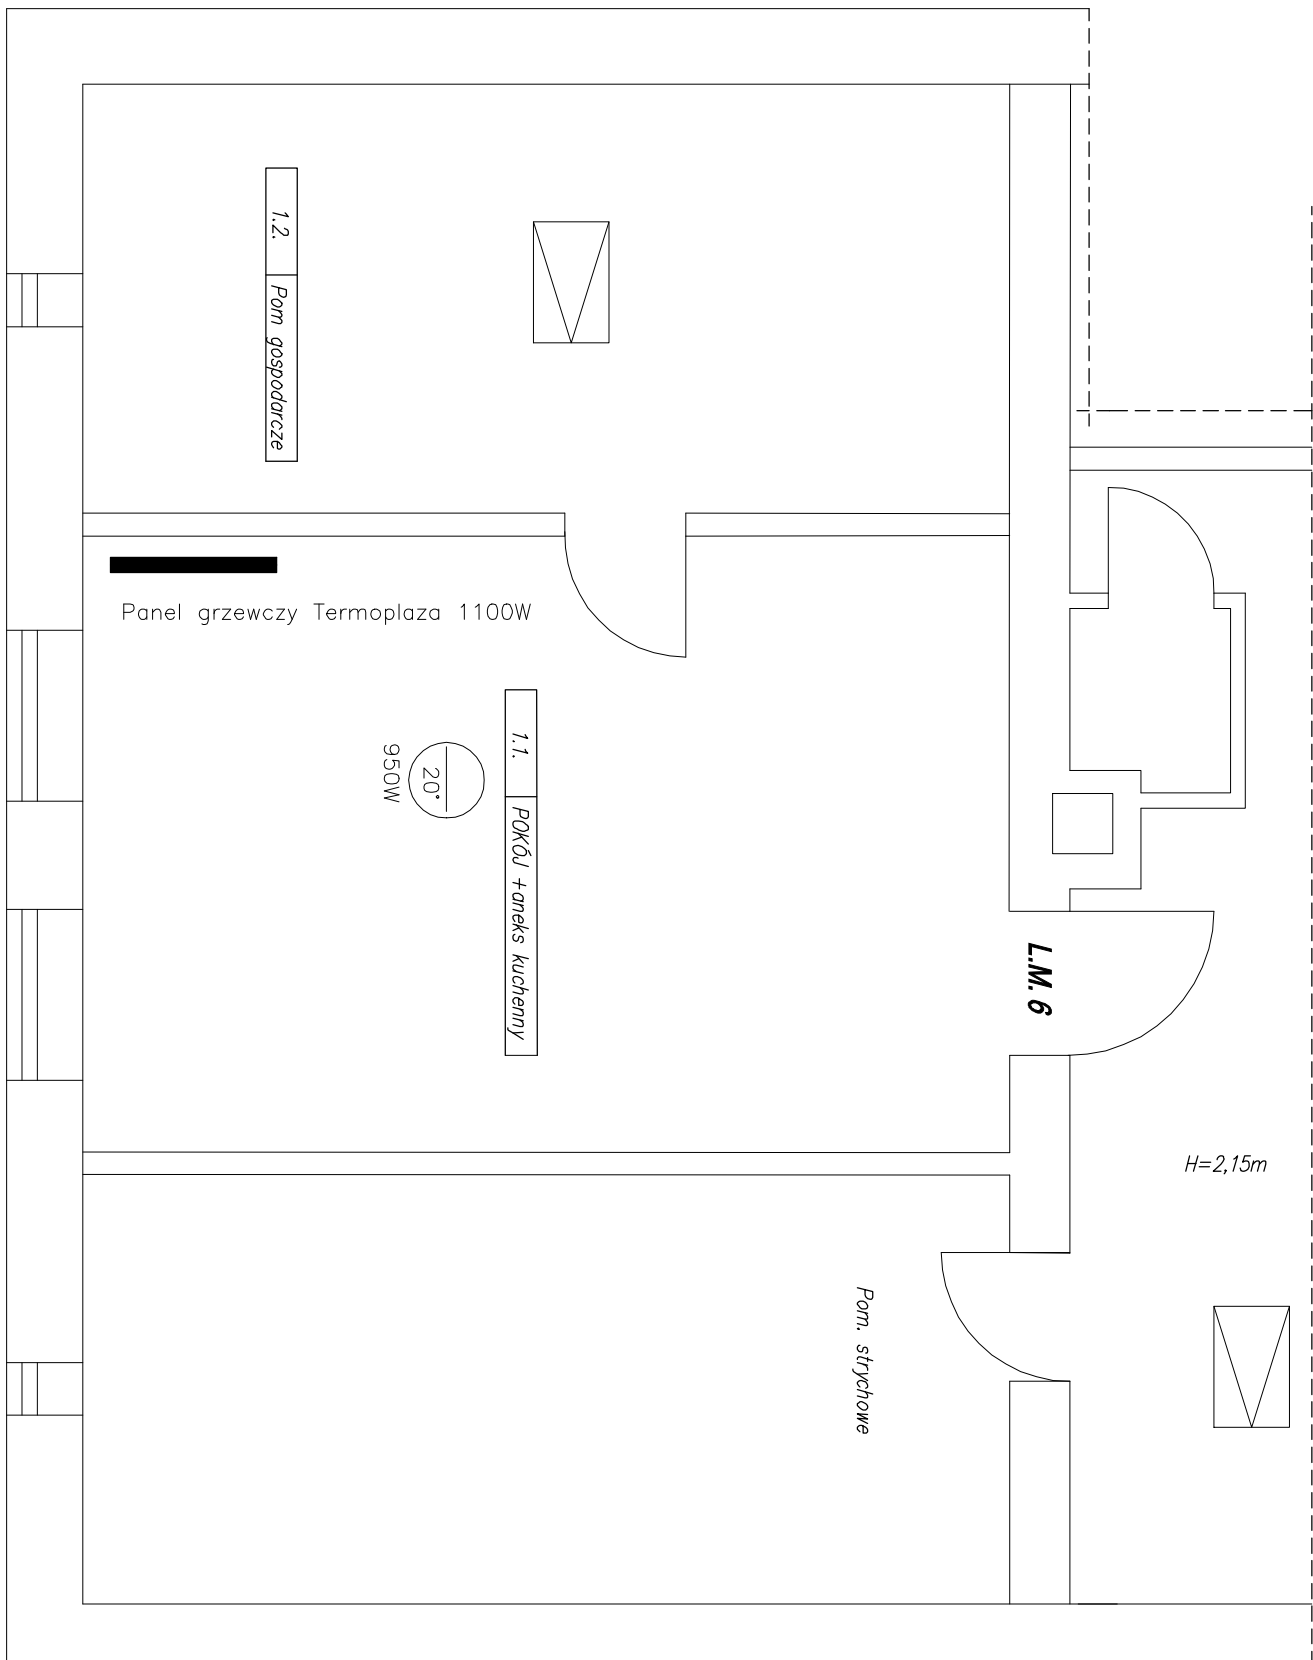 1.2. Pom gospodarcze
Panel grzewczy Termoplaza 1100W
1.1. POKÓJ +aneks kuchenny
20°
950W
L.M. 6
H=2,15m
Pom. strychowe